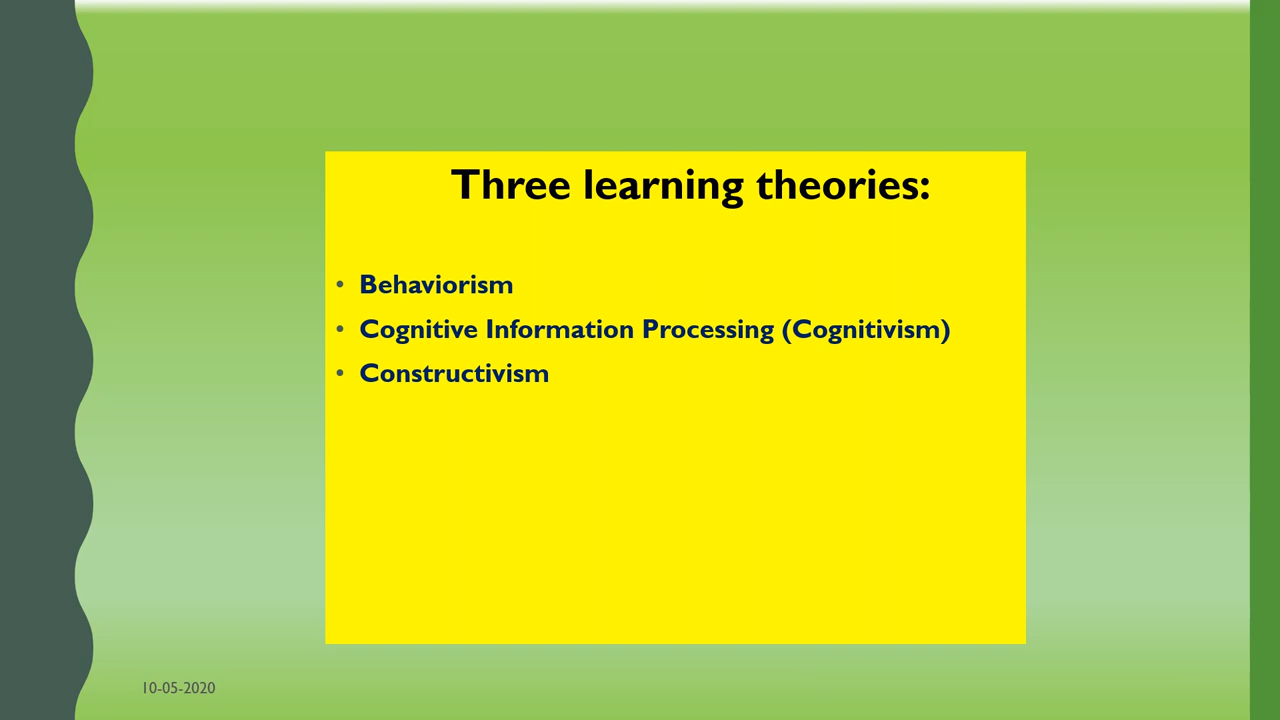 Three learning theories:
• Behaviorism
• Cognitive Information Processing (Cognitivism)
• Constructivism
10-05-2020